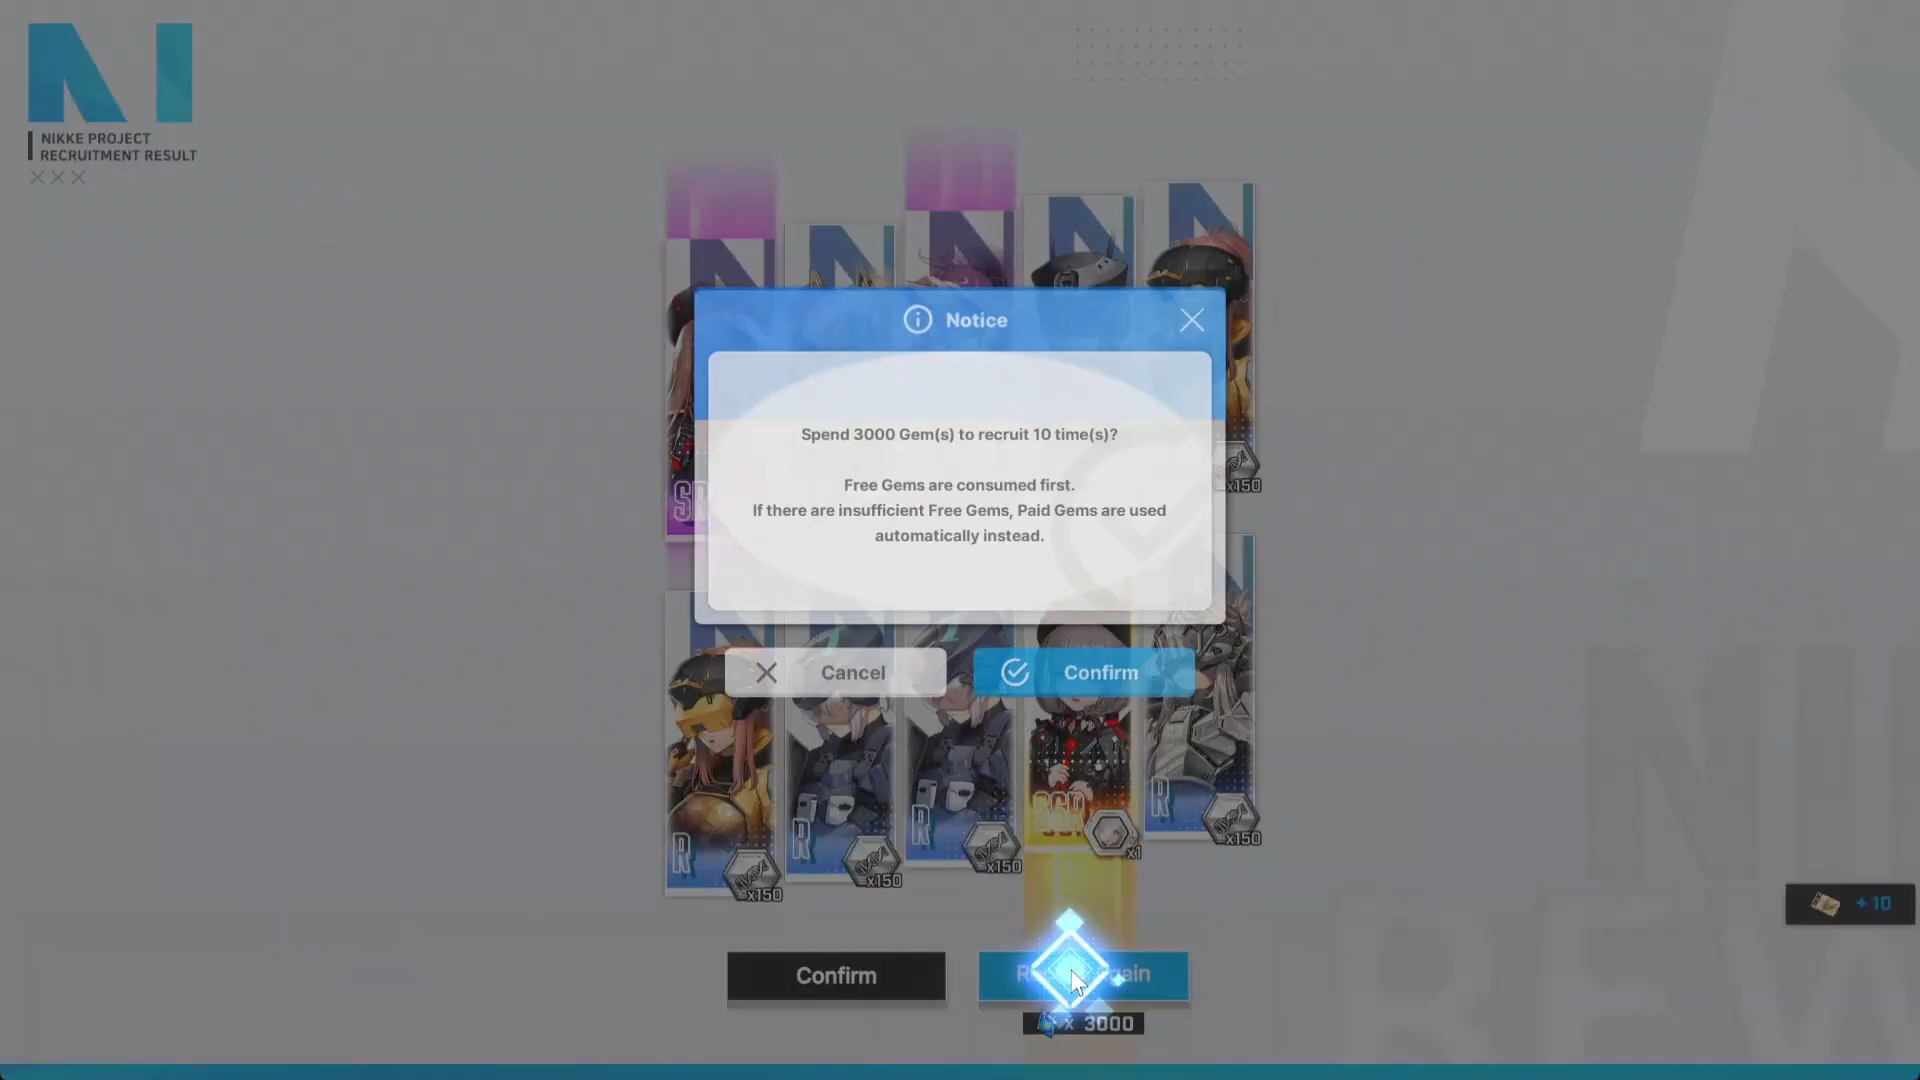 NIKKE PROJECT
RECRUITMENT RESULT
Notice
Spend 3000 Gem(s) to recruit 10 time(s)?
Free Gems are consumed first.
If there are insufficient Free Gems, Paid Gems are used
automatically instead.
Cancel
Confirm
x150
SR
R
x150
R
x150
R
x150
x1
R
x150
+ 10
Confirm
x 3000